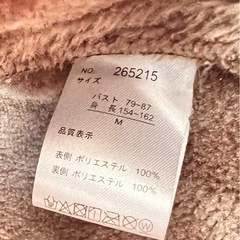 NO. 265215
サイズ
バスト 79~87
身 長 154~162
M
品質表示
表側 ポリエステル 100%
裏側 ポリエステル 100%